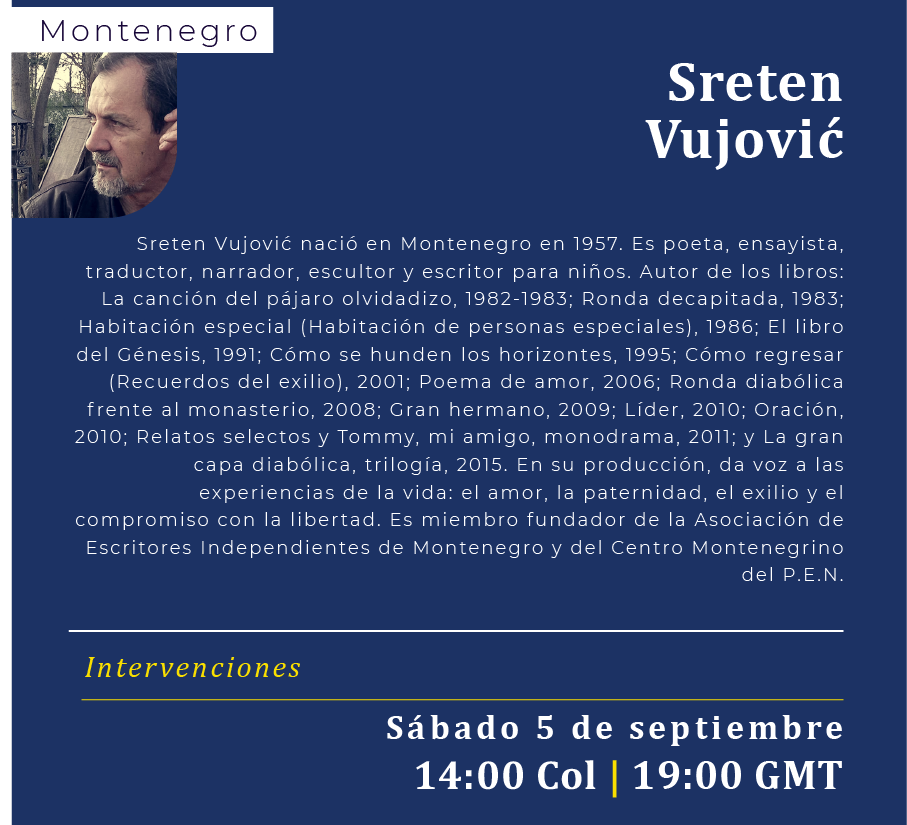 Montenegro
Sreten
Vujović
Sreten Vujović nació en Montenegro en 1957. Es poeta, ensayista,
traductor, narrador, escultor y escritor para niños. Autor de los libros:
La canción del pájaro olvidadizo, 1982-1983; Ronda decapitada, 1983;
Habitación especial (Habitación de personas especiales), 1986; El libro
del Génesis, 1991; Cómo se hunden los horizontes, 1995; Cómo regresar
(Recuerdos del exilio), 2001; Poema de amor, 2006; Ronda diabólica
frente al monasterio, 2008; Gran hermano, 2009; Líder, 2010; Oración,
2010; Relatos selectos y Tommy, mi amigo, monodrama, 2011; y La gran
capa diabólica, trilogía, 2015. En su producción, da voz a las
experiencias de la vida: el amor, la paternidad, el exilio y el
compromiso con la libertad. Es miembro fundador de la Asociación de
Escritores Independientes de Montenegro y del Centro Montenegrino
del P.E.N.
Intervenciones
Sábado 5 de septiembre
14:00 Col | 19:00 GMT